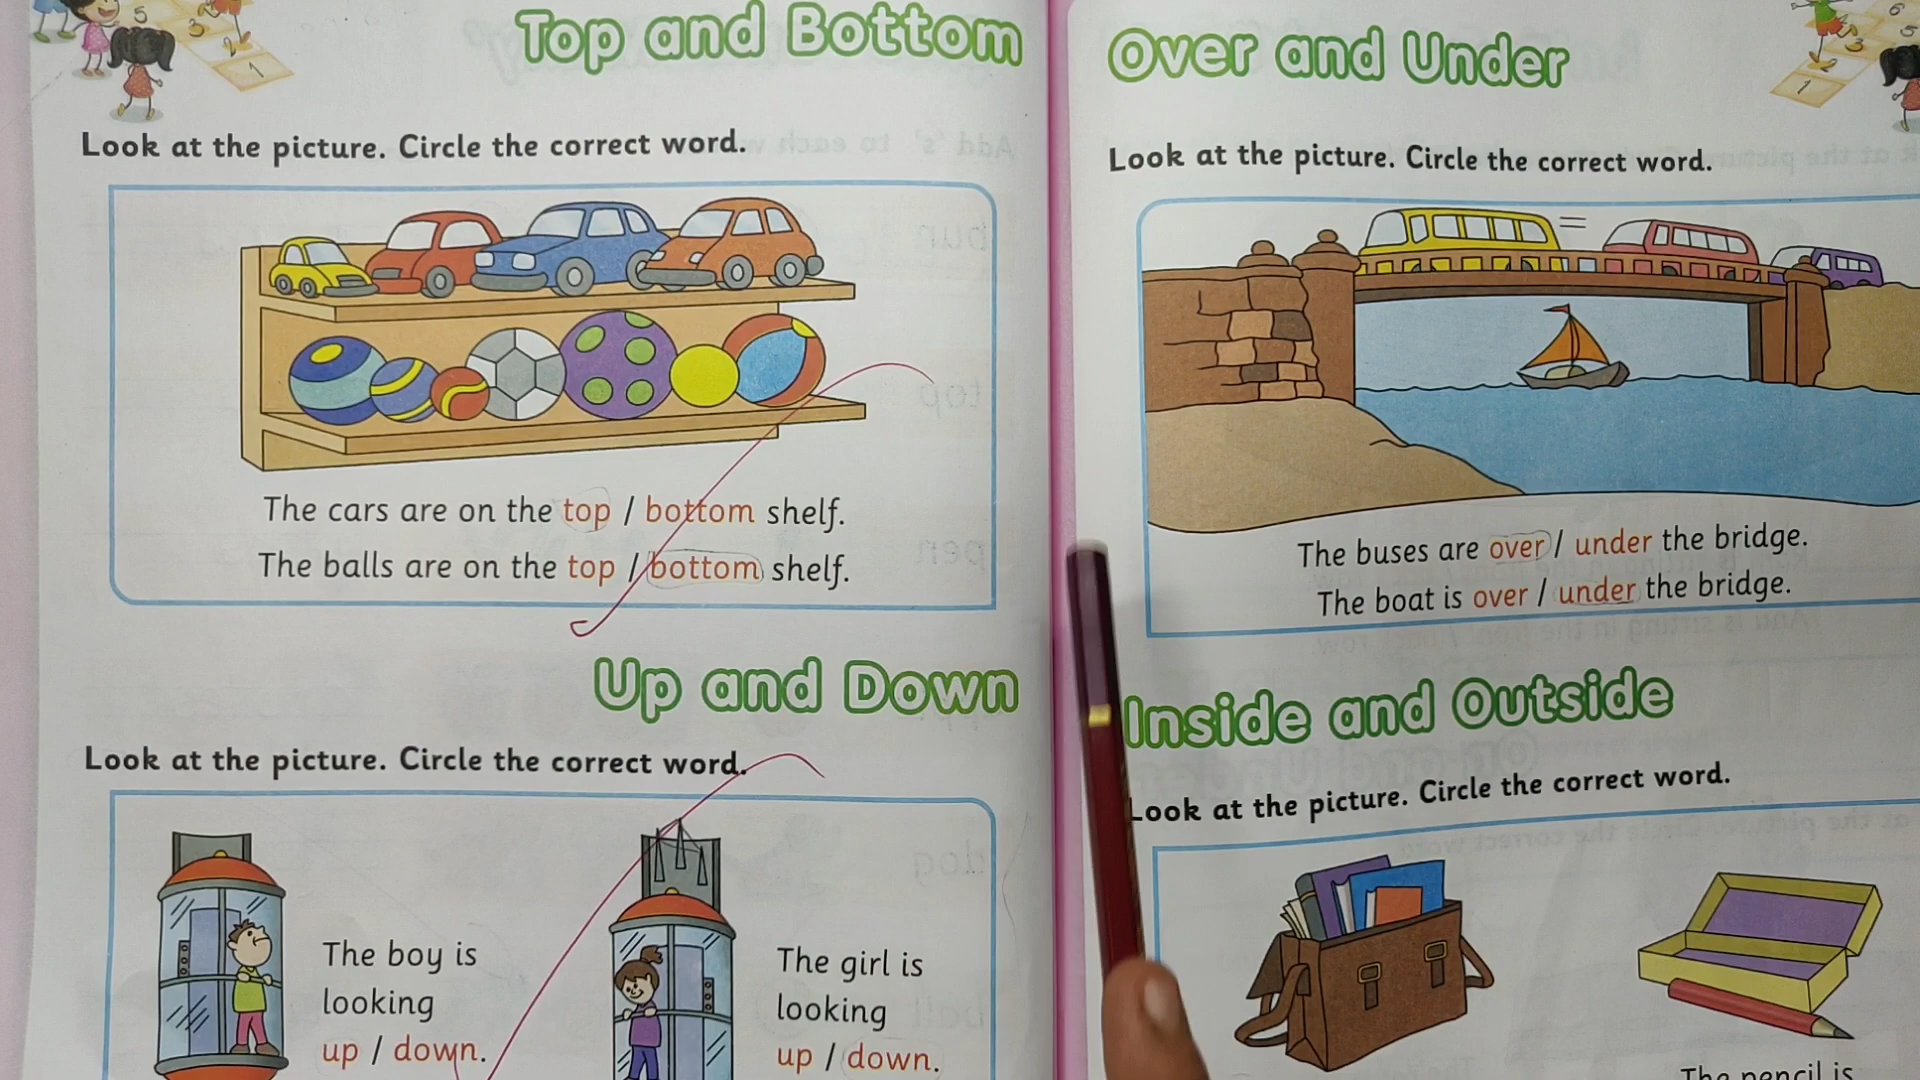 Top and Bottom
Look at the picture. Circle the correct word.
The cars are on the top / bottom shelf.
The balls are on the top / bottom shelf.
Up and Down
Look at the picture. Circle the correct word.
The boy is
looking
up / down.
The girl is
looking
up / down.
Over and Under
Look at the picture. Circle the correct word.
The buses are over / under the bridge.
The boat is over / under the bridge.
Inside and Outside
Look at the picture. Circle the correct word.
The pencil is